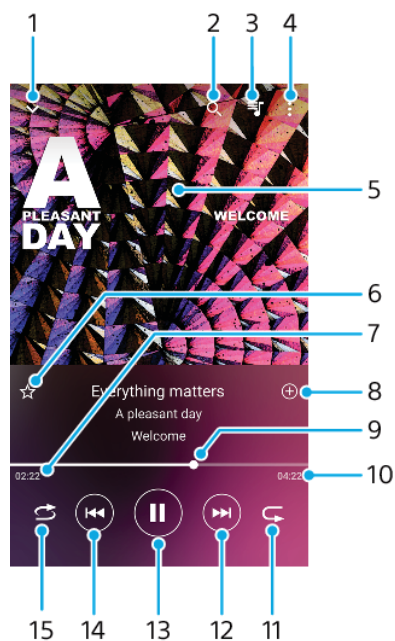 1 2 3 4
A
PLEASANT
DAY
WELCOME
5
6
7
Everything matters
8
A pleasant day
Welcome
9
02:22
04:22
10
15 14 13 12 11